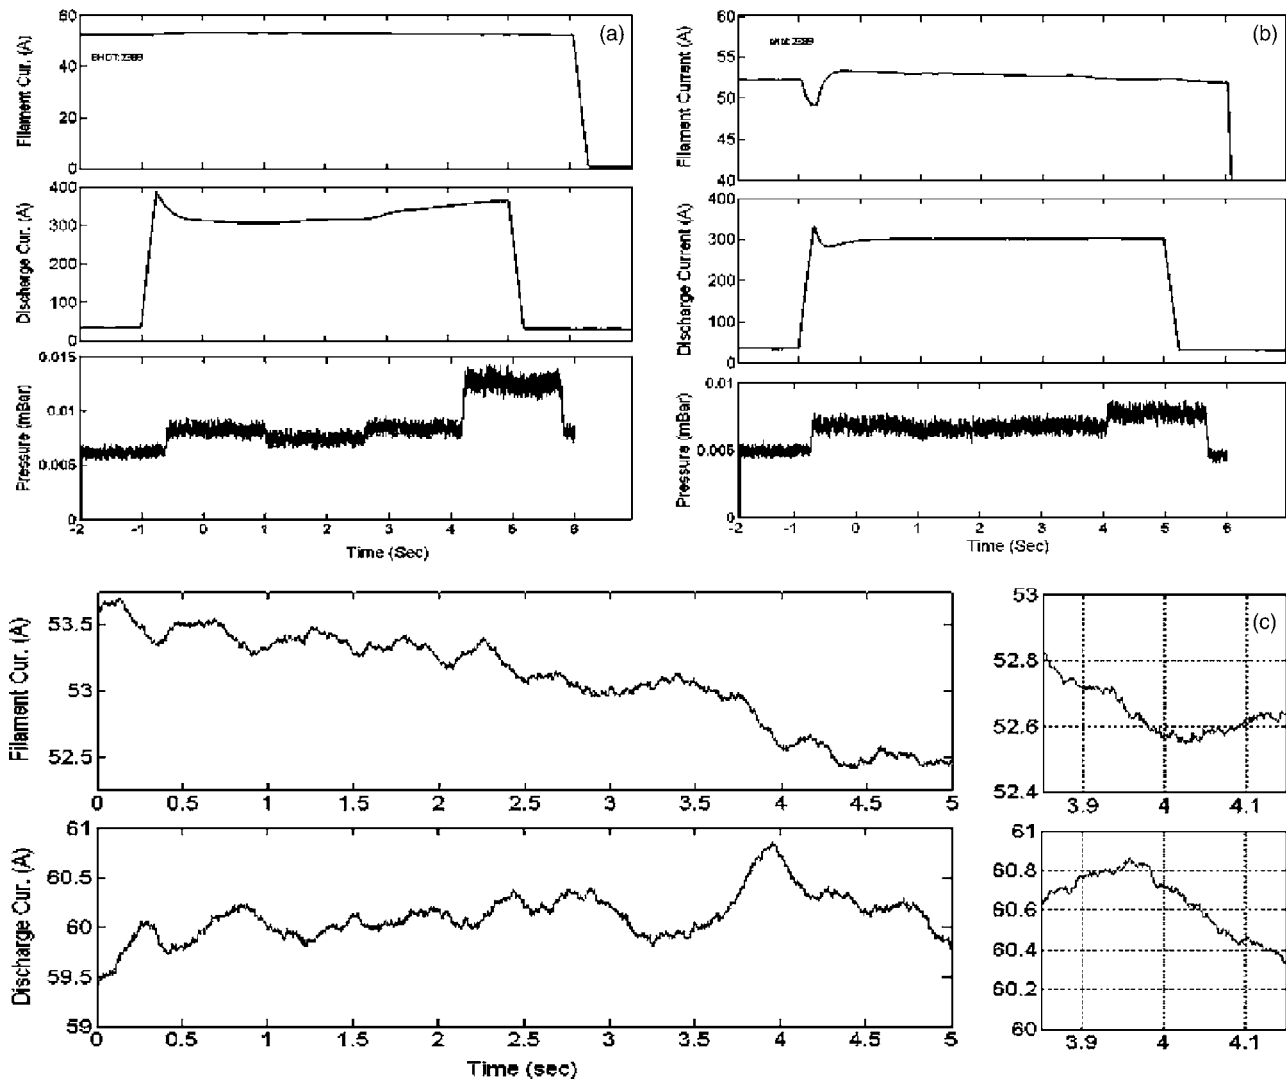 (a)
Filament Cur. (A)
60
40
20
0
SHOT:2388
Discharge Cur. (A)
400
300
200
100
0
Pressure (mBar)
0.015
0.01
0.005
0
-2 -1 0 1 2 3 4 5 6
Time (Sec)
(b)
Filament Current (A)
60
55
50
45
40
Discharge Current (A)
400
300
200
100
0
Pressure (mBar)
0.01
0.005
0
-2 -1 0 1 2 3 4 5 6
Time (Sec)
Filament Cur. (A)
53.5
53
52.5
0 0.5 1 1.5 2 2.5 3 3.5 4 4.5 5
Discharge Cur. (A)
61
60.5
60
59.5
59
0 0.5 1 1.5 2 2.5 3 3.5 4 4.5 5
Time (sec)
(c)
53
52.8
52.6
52.4
3.9 4 4.1
61
60.8
60.6
60.4
60.2
60
3.9 4 4.1